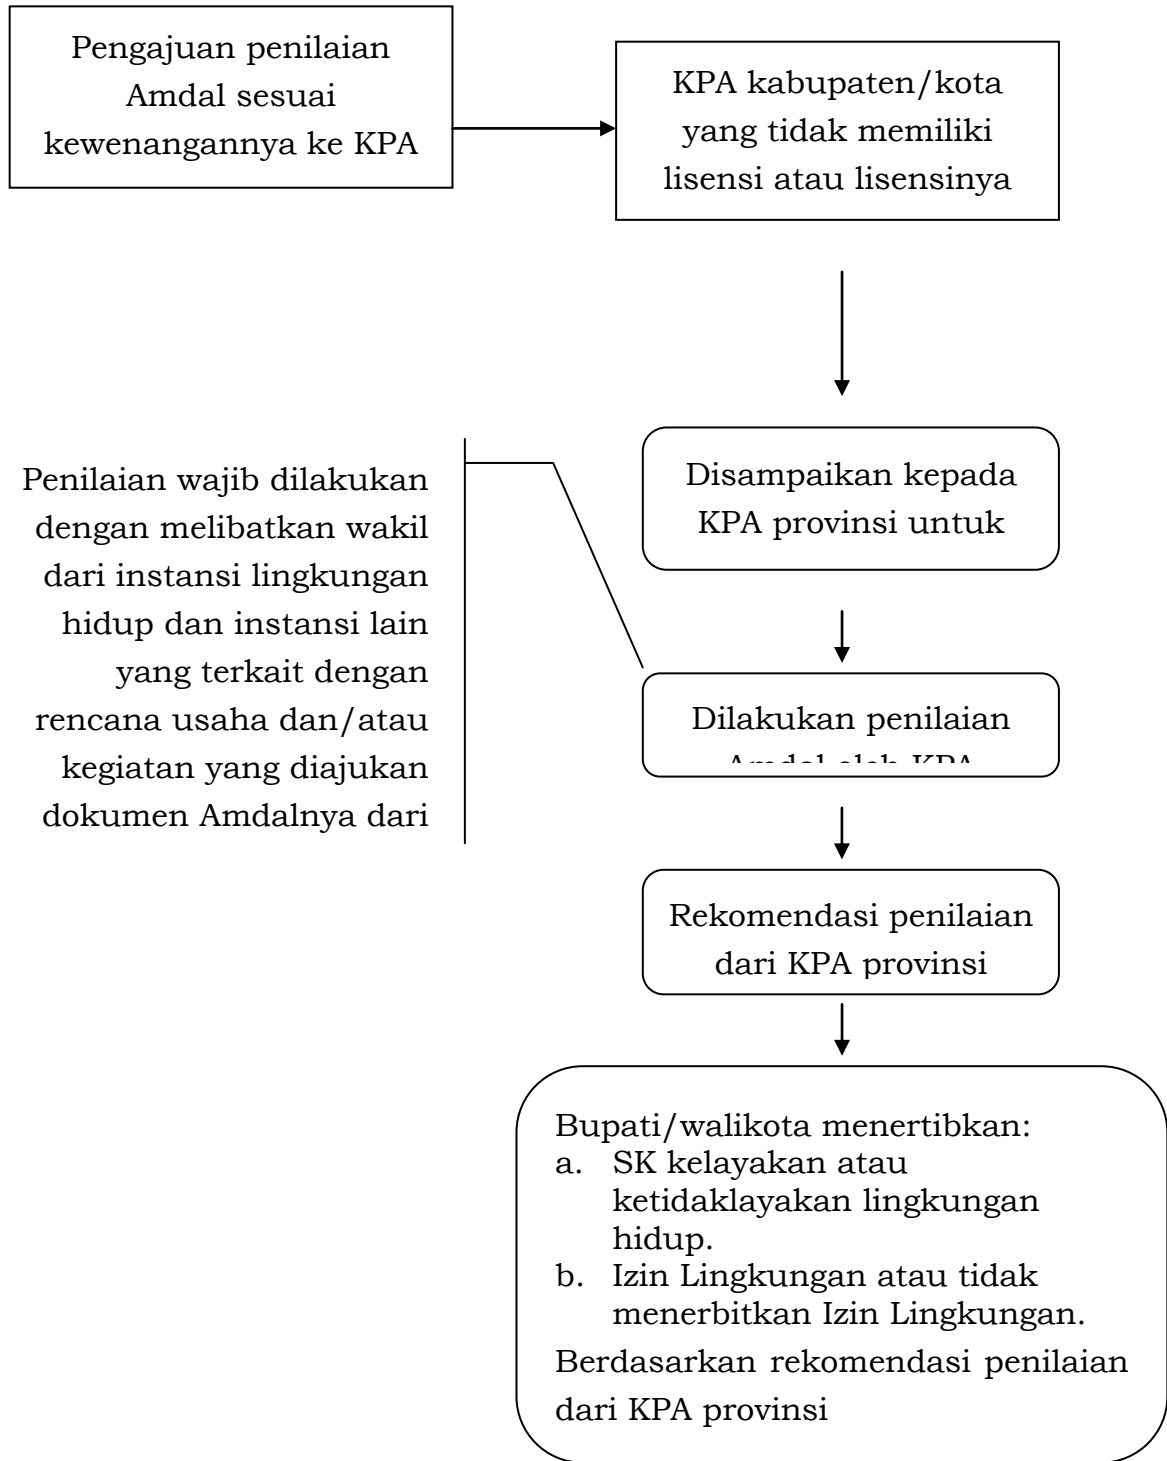 Pengajuan penilaian
Amdal sesuai
kewenangannya ke KPA
KPA kabupaten/kota
yang tidak memiliki
lisensi atau lisensinya
Disampaikan kepada
KPA provinsi untuk
Penilaian wajib dilakukan
dengan melibatkan wakil
dari instansi lingkungan
hidup dan instansi lain
yang terkait dengan
rencana usaha dan/atau
kegiatan yang diajukan
dokumen Amdalnya dari
Dilakukan penilaian
Amdal oleh KPA
Rekomendasi penilaian
dari KPA provinsi
Bupati/walikota menertibkan:
a. SK kelayakan atau
ketidaklayakan lingkungan
hidup.
b. Izin Lingkungan atau tidak
menerbitkan Izin Lingkungan.
Berdasarkan rekomendasi penilaian
dari KPA provinsi